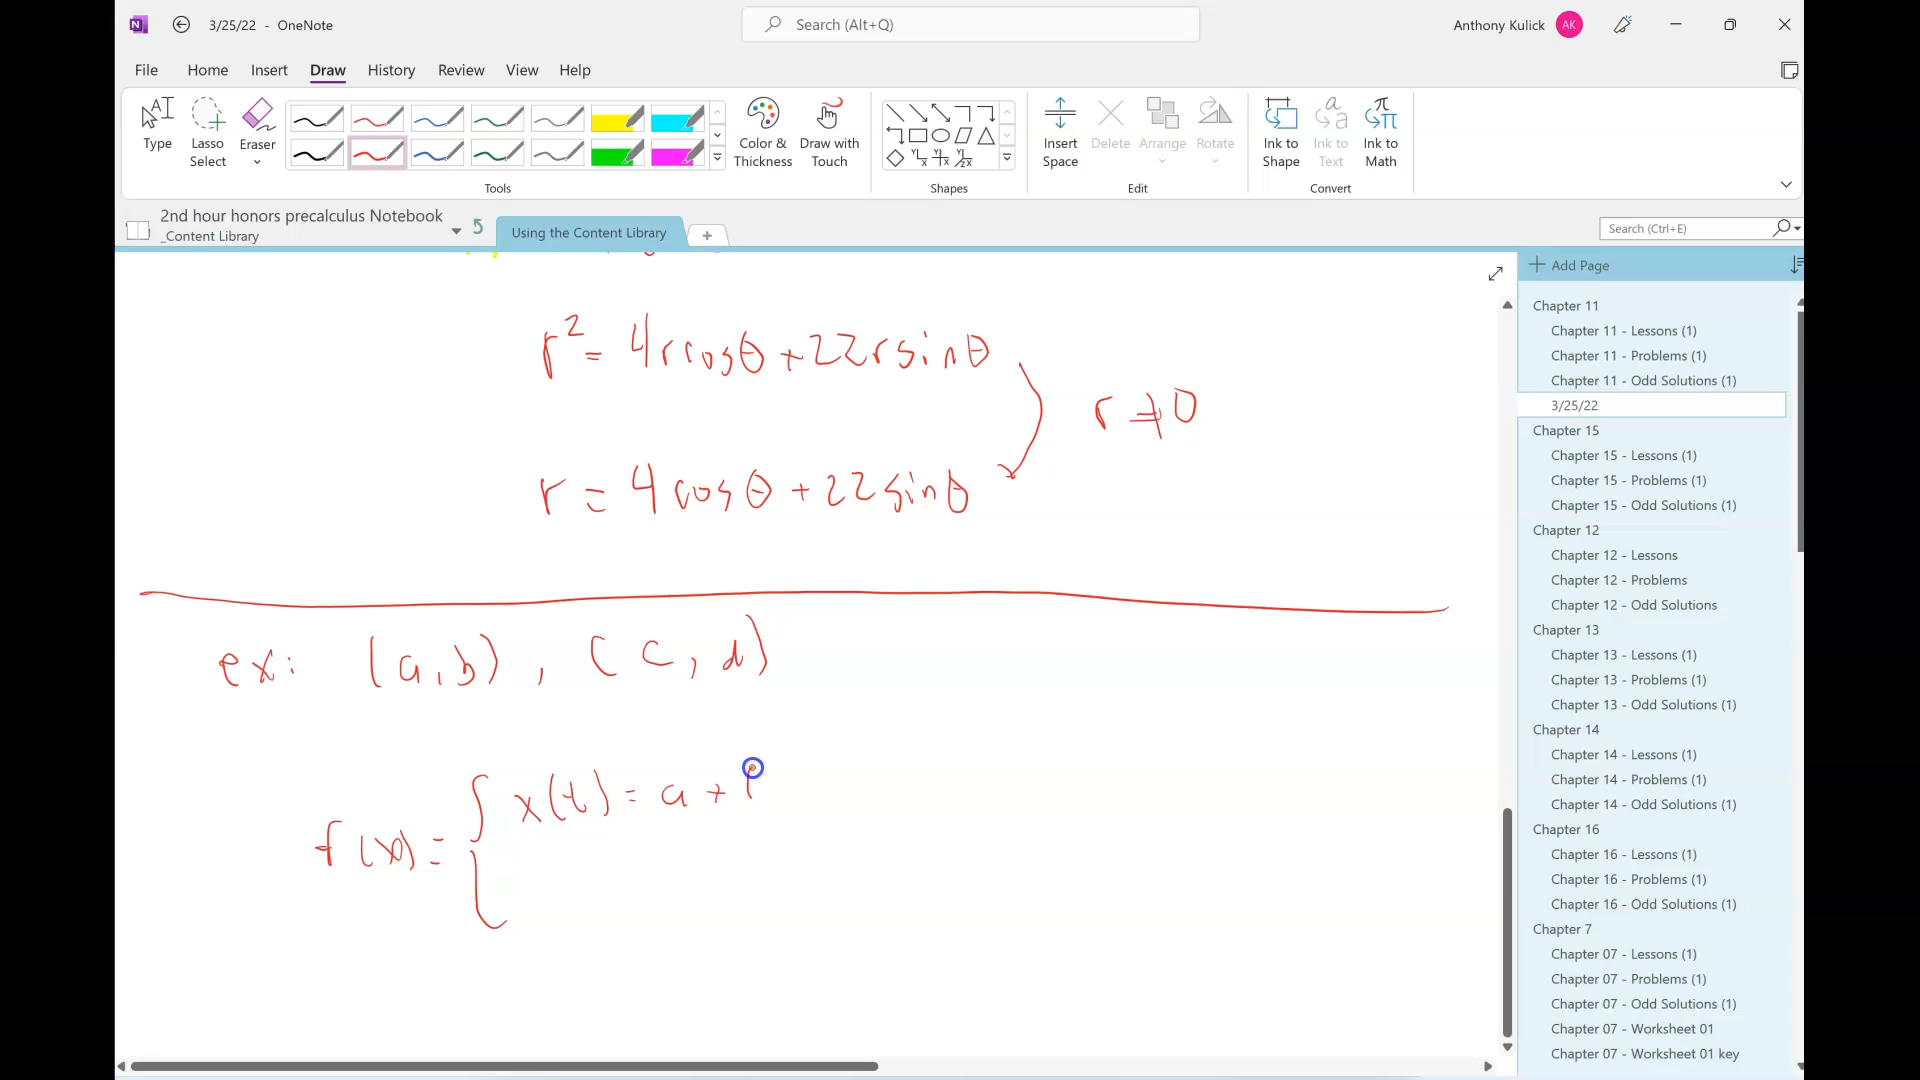 3/25/22 - OneNote
Search (Alt+Q)
Anthony Kulick AK
File Home Insert Draw History Review View Help
Type
Lasso Select
Eraser
Color & Thickness
Draw with Touch
Insert Space
Delete
Arrange
Rotate
Ink to Shape
Ink to Text
Ink to Math
Tools
Shapes
Edit
Convert
2nd hour honors precalculus Notebook
_Content Library
Using the Content Library
Search (Ctrl+E)
r² = 4rcosθ + 22rsinθ
r ≠ 0
r = 4cosθ + 22sinθ
ex: (a,b), (c,d)
x(t) = a + (
f(x) = {
Add Page
Chapter 11
Chapter 11 - Lessons (1)
Chapter 11 - Problems (1)
Chapter 11 - Odd Solutions (1)
3/25/22
Chapter 15
Chapter 15 - Lessons (1)
Chapter 15 - Problems (1)
Chapter 15 - Odd Solutions (1)
Chapter 12
Chapter 12 - Lessons
Chapter 12 - Problems
Chapter 12 - Odd Solutions
Chapter 13
Chapter 13 - Lessons (1)
Chapter 13 - Problems (1)
Chapter 13 - Odd Solutions (1)
Chapter 14
Chapter 14 - Lessons (1)
Chapter 14 - Problems (1)
Chapter 14 - Odd Solutions (1)
Chapter 16
Chapter 16 - Lessons (1)
Chapter 16 - Problems (1)
Chapter 16 - Odd Solutions (1)
Chapter 7
Chapter 07 - Lessons (1)
Chapter 07 - Problems (1)
Chapter 07 - Odd Solutions (1)
Chapter 07 - Worksheet 01
Chapter 07 - Worksheet 01 key